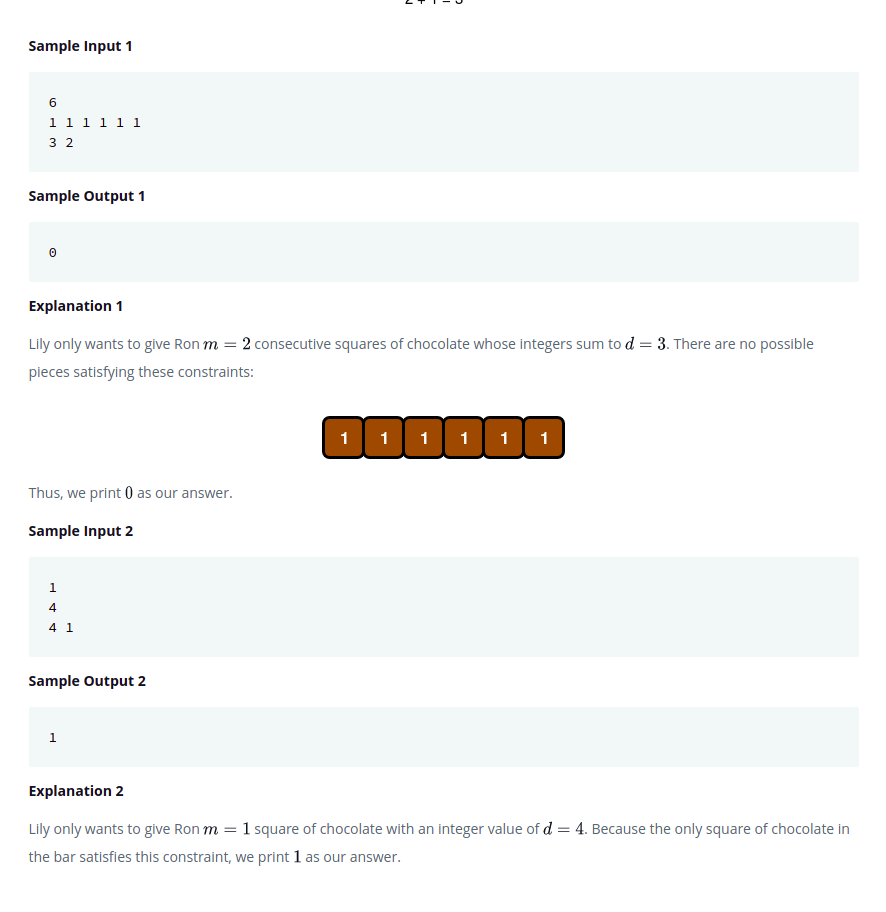 2 + 1 = 3
Sample Input 1
6
1 1 1 1 1 1
3 2
Sample Output 1
0
Explanation 1
Lily only wants to give Ron m = 2 consecutive squares of chocolate whose integers sum to d = 3. There are no possible
pieces satisfying these constraints:
1 1 1 1 1 1
Thus, we print 0 as our answer.
Sample Input 2
1
4
4 1
Sample Output 2
1
Explanation 2
Lily only wants to give Ron m = 1 square of chocolate with an integer value of d = 4. Because the only square of chocolate in
the bar satisfies this constraint, we print 1 as our answer.